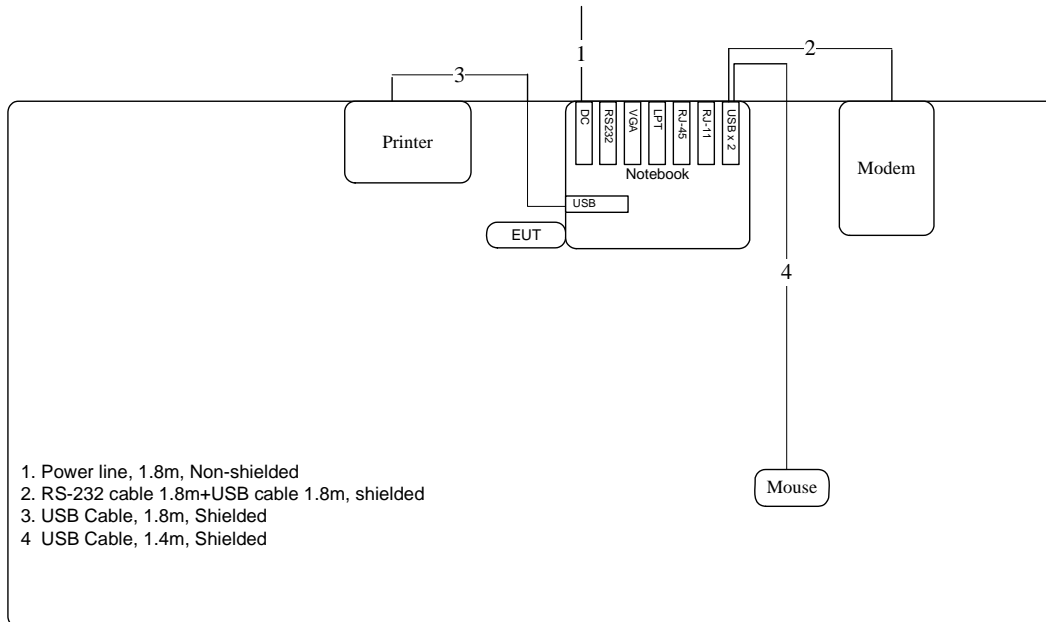 1
2
3
Printer
DC
RS232
VGA
LPT
RJ-45
RJ-11
USB x 2
Notebook
Modem
USB
EUT
4
1. Power line, 1.8m, Non-shielded
2. RS-232 cable 1.8m+USB cable 1.8m, shielded
3. USB Cable, 1.8m, Shielded
4 USB Cable, 1.4m, Shielded
Mouse